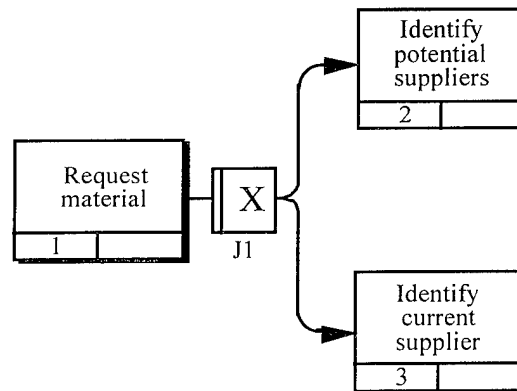 Identify
potential
suppliers
2
Request
material
1
X
J1
Identify
current
supplier
3